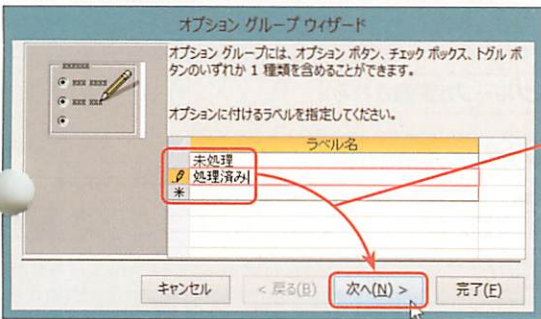 オプション グループ ウィザード
オプション グループには、オプション ボタン、チェック ボックス、トグル ボ
タンのいずれか 1 種類を含めることができます。
オプションに付けるラベルを指定してください。
ラベル名
未処理
処理済み
キャンセル
< 戻る(B)
次へ(N) >
完了(F)